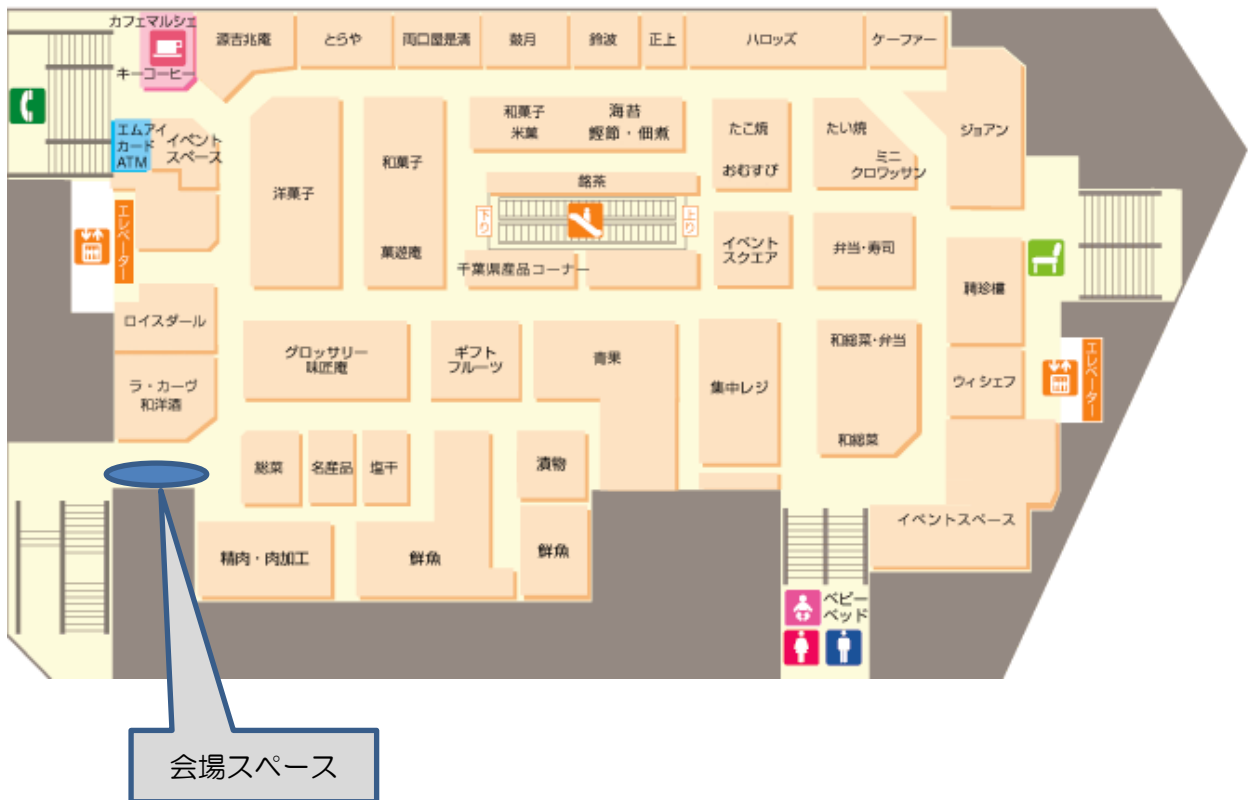 カフェマルシェ
キーコーヒー
源吉兆庵
とらや
両口屋是清
鼓月
鈴波
正上
ハロッズ
ケーファー
エムアイ
カード
ATM
イベント
スペース
洋菓子
和菓子
菓遊庵
和菓子
米菓
海苔
鰹節・佃煮
たこ焼
おむすび
たい焼
ミニ
クロワッサン
ジョアン
銘茶
下り
上り
千葉県産品コーナー
イベント
スクエア
弁当・寿司
聘珍樓
エレベーター
ロイスダール
ラ・カーヴ
和洋酒
グロッサリー
味匠庵
ギフト
フルーツ
青果
集中レジ
和総菜・弁当
和総菜
ウィシェフ
エレベーター
総菜
名産品
塩干
漬物
精肉・肉加工
鮮魚
鮮魚
イベントスペース
ベビー
ベッド
会場スペース